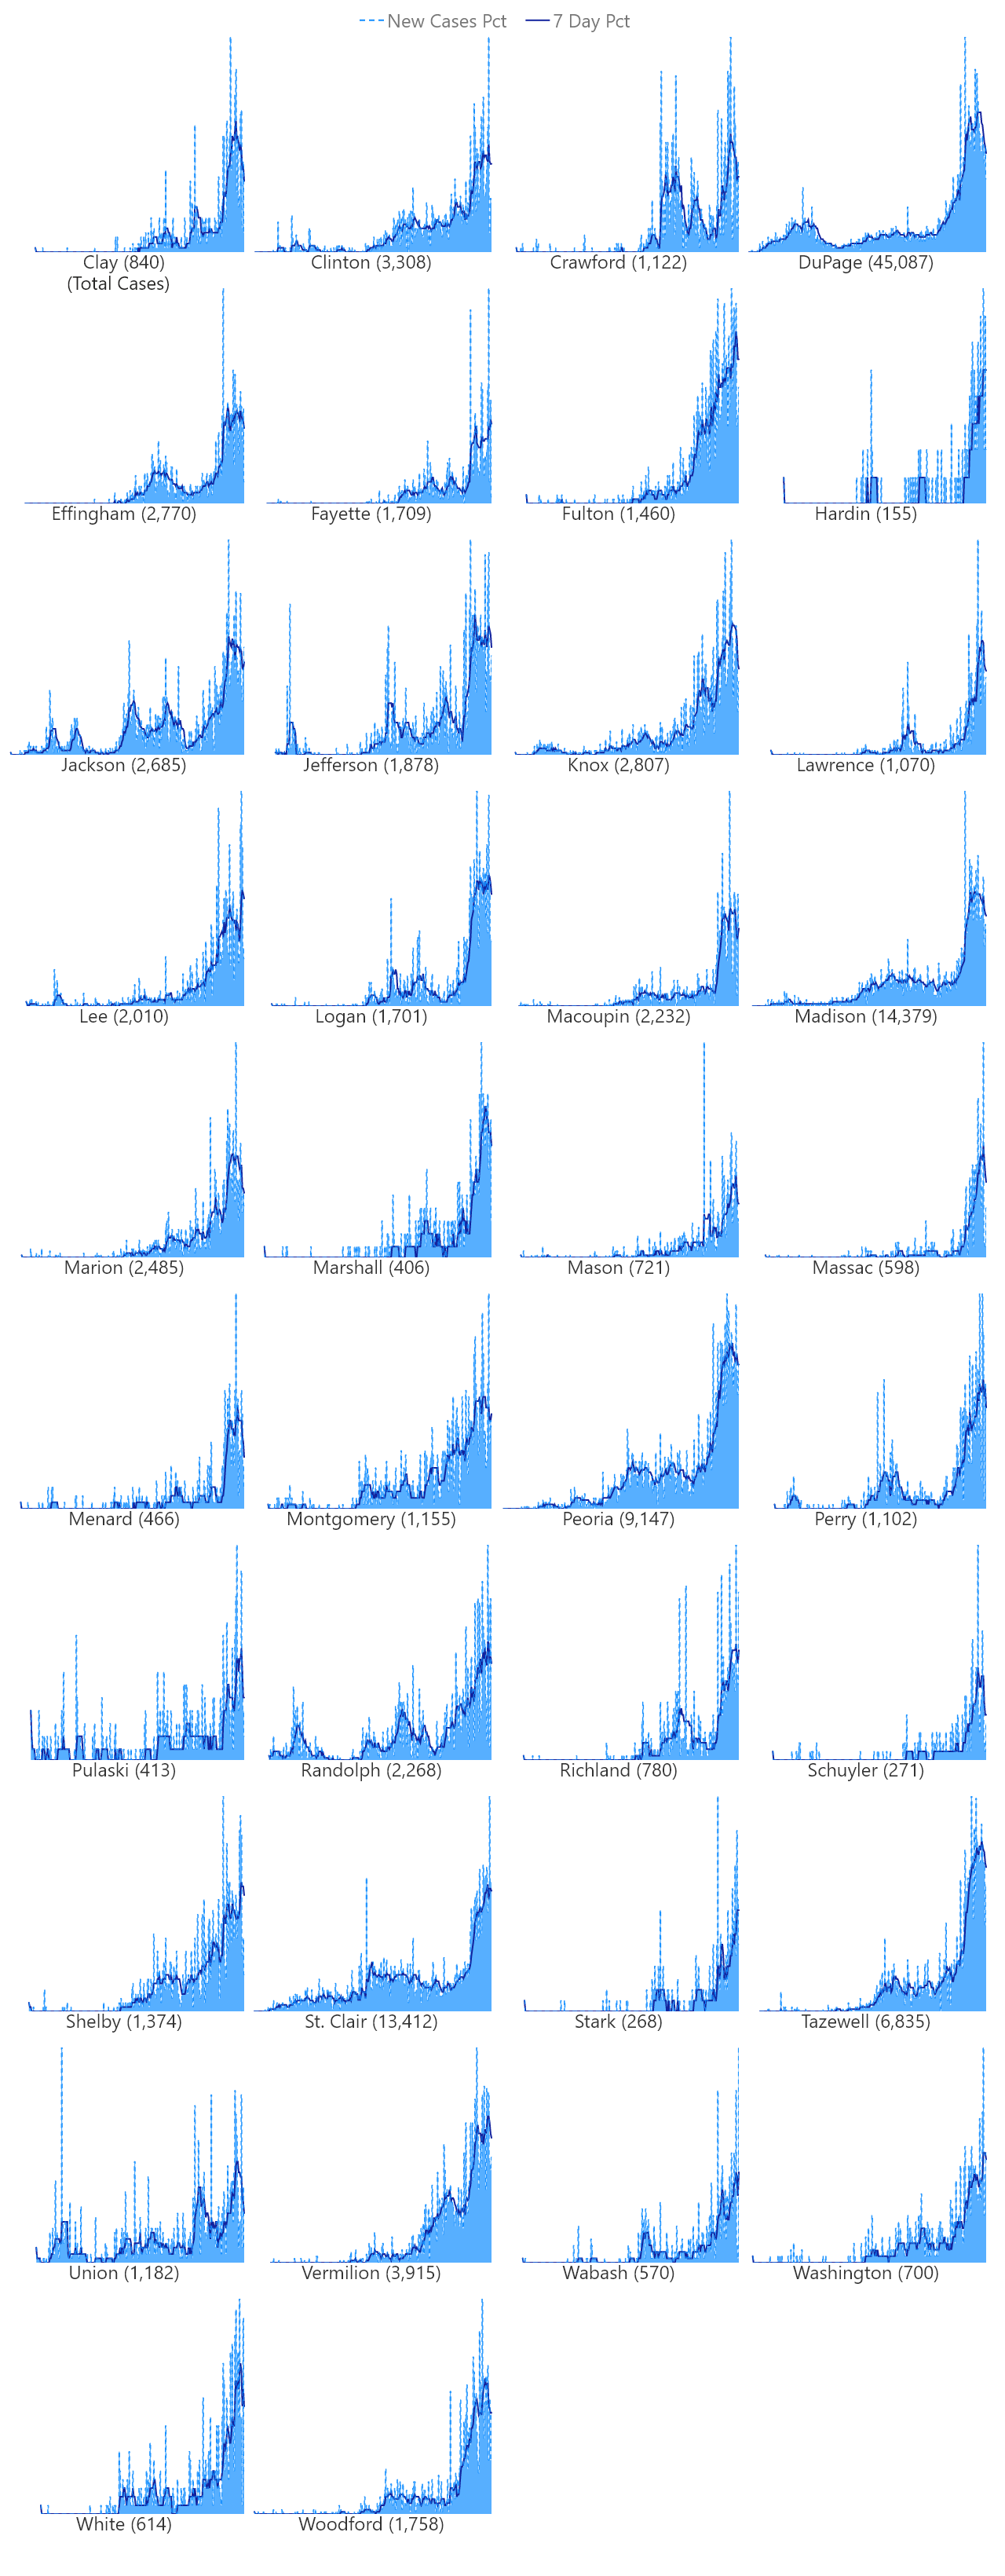 New Cases Pct 7 Day Pct
Clay (840) Clinton (3,308) Crawford (1,122) DuPage (45,087)
(Total Cases)
Effingham (2,770) Fayette (1,709) Fulton (1,460) Hardin (155)
Jackson (2,685) Jefferson (1,878) Knox (2,807) Lawrence (1,070)
Lee (2,010) Logan (1,701) Macoupin (2,232) Madison (14,379)
Marion (2,485) Marshall (406) Mason (721) Massac (598)
Menard (466) Montgomery (1,155) Peoria (9,147) Perry (1,102)
Pulaski (413) Randolph (2,268) Richland (780) Schuyler (271)
Shelby (1,374) St. Clair (13,412) Stark (268) Tazewell (6,835)
Union (1,182) Vermilion (3,915) Wabash (570) Washington (700)
White (614) Woodford (1,758)